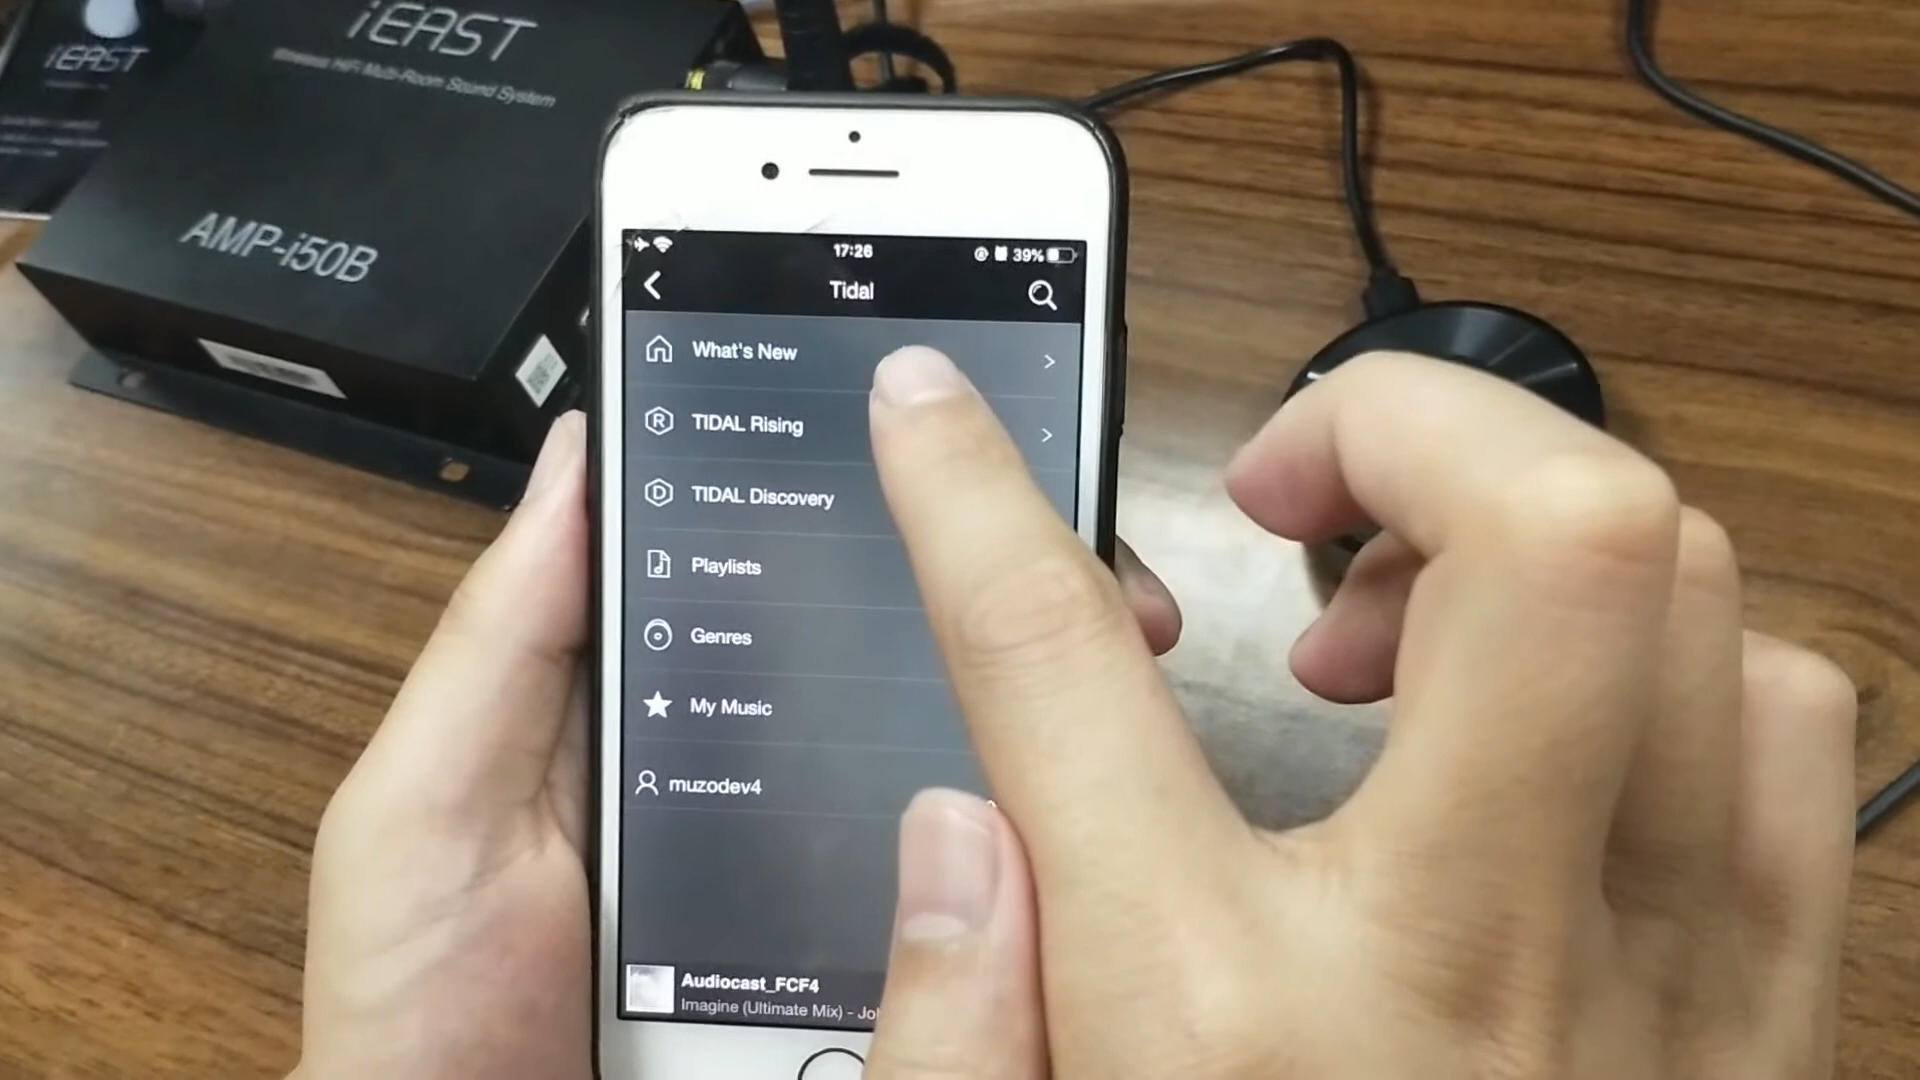 iEAST
Wireless HiFi Multi-Room Sound System
AMP-i50B
iEAST
17:26
39%
Tidal
What's New
R
TIDAL Rising
D
TIDAL Discovery
Playlists
Genres
My Music
muzodev4
Audiocast_FCF4
Imagine (Ultimate Mix) - Jo